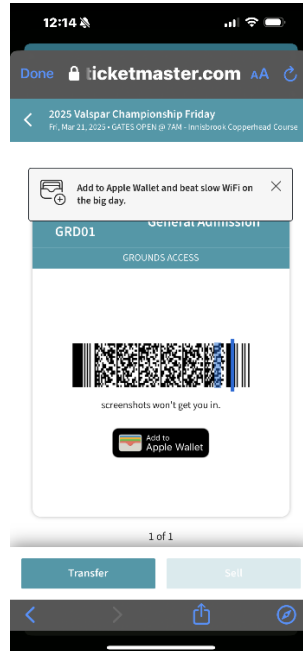 12:14
Done
ticketmaster.com
AA
2025 Valspar Championship Friday
Fri, Mar 21, 2025 • GATES OPEN @ 7AM - Innisbrook Copperhead Course
Add to Apple Wallet and beat slow WiFi on
the big day.
GRD01
General Admission
GROUNDS ACCESS
screenshots won't get you in.
Add to
Apple Wallet
1 of 1
Transfer
Sell